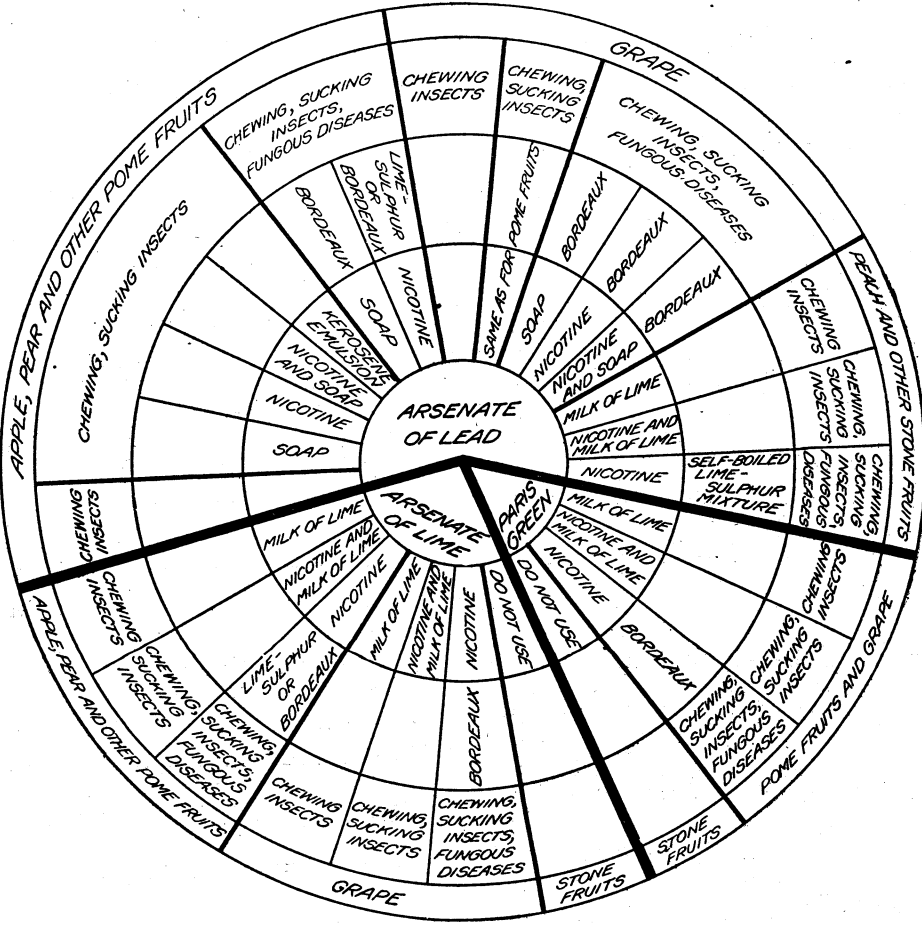 APPLE, PEAR AND OTHER POME FRUITS
CHEWING
INSECTS
CHEWING, SUCKING INSECTS
SOAP
NICOTINE
NICOTINE
AND SOAP
KEROSENE
EMULSION
CHEWING, SUCKING
INSECTS,
FUNGOUS DISEASES
BORDEAUX
SOAP
LIME-
SULPHUR
OR
BORDEAUX
NICOTINE
GRAPE
CHEWING
INSECTS
CHEWING,
SUCKING
INSECTS
SAME AS FOR POME FRUITS
CHEWING, SUCKING
INSECTS,
FUNGOUS DISEASES
BORDEAUX
SOAP
BORDEAUX
NICOTINE
BORDEAUX
NICOTINE
AND SOAP
PEACH AND OTHER STONE FRUITS
CHEWING
INSECTS
MILK OF LIME
CHEWING,
SUCKING
INSECTS
NICOTINE AND
MILK OF LIME
CHEWING,
SUCKING
INSECTS,
FUNGOUS
DISEASES
SELF-BOILED
LIME-
SULPHUR
MIXTURE
NICOTINE
ARSENATE
OF LEAD
PARIS
GREEN
POME FRUITS AND GRAPE
CHEWING
INSECTS
MILK OF LIME
CHEWING,
SUCKING
INSECTS
NICOTINE AND
MILK OF LIME
CHEWING,
SUCKING
INSECTS,
FUNGOUS
DISEASES
BORDEAUX
NICOTINE
STONE
FRUITS
DO NOT USE
ARSENATE
OF LIME
APPLE, PEAR AND OTHER POME FRUITS
CHEWING
INSECTS
MILK OF LIME
CHEWING,
SUCKING
INSECTS
NICOTINE AND
MILK OF LIME
CHEWING,
SUCKING
INSECTS,
FUNGOUS
DISEASES
LIME-
SULPHUR
OR
BORDEAUX
NICOTINE
GRAPE
CHEWING
INSECTS
MILK OF LIME
CHEWING,
SUCKING
INSECTS
NICOTINE AND
MILK OF LIME
CHEWING,
SUCKING
INSECTS,
FUNGOUS
DISEASES
BORDEAUX
NICOTINE
STONE
FRUITS
DO NOT USE